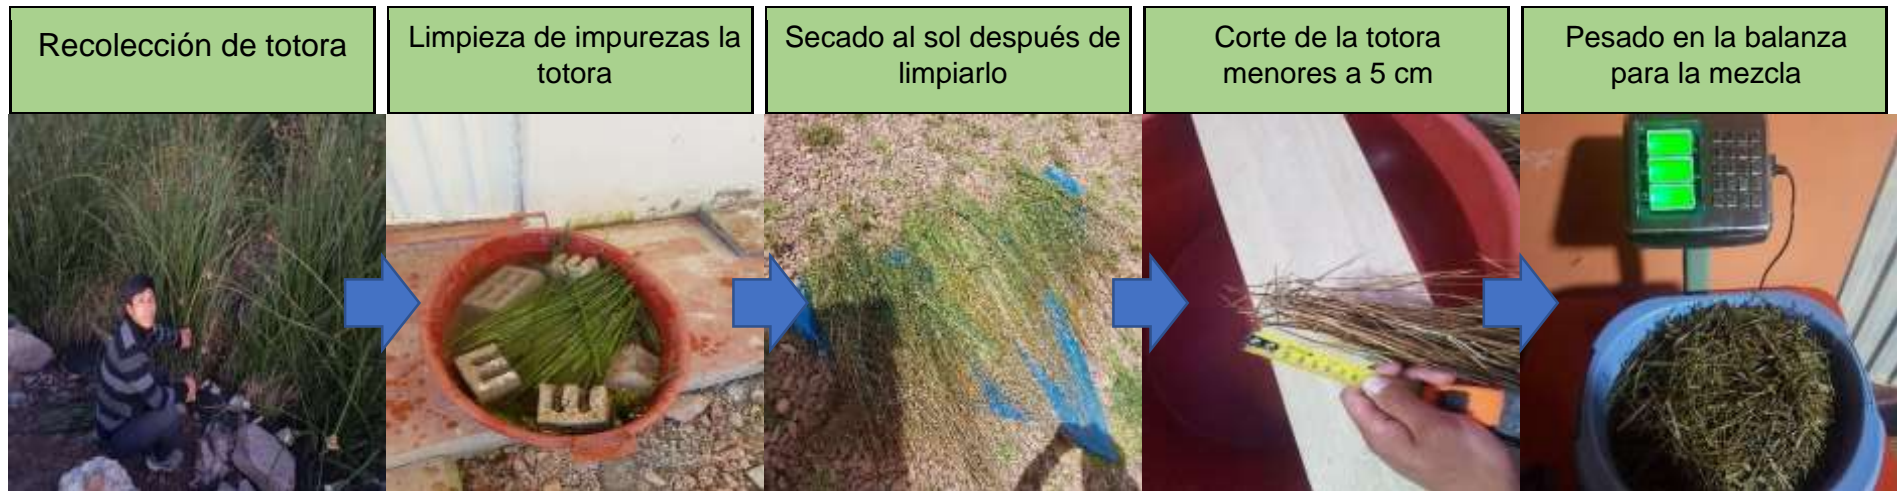 Recolección de totora
Limpieza de impurezas la
totora
Secado al sol después de
limpiarlo
Corte de la totora
menores a 5 cm
Pesado en la balanza
para la mezcla